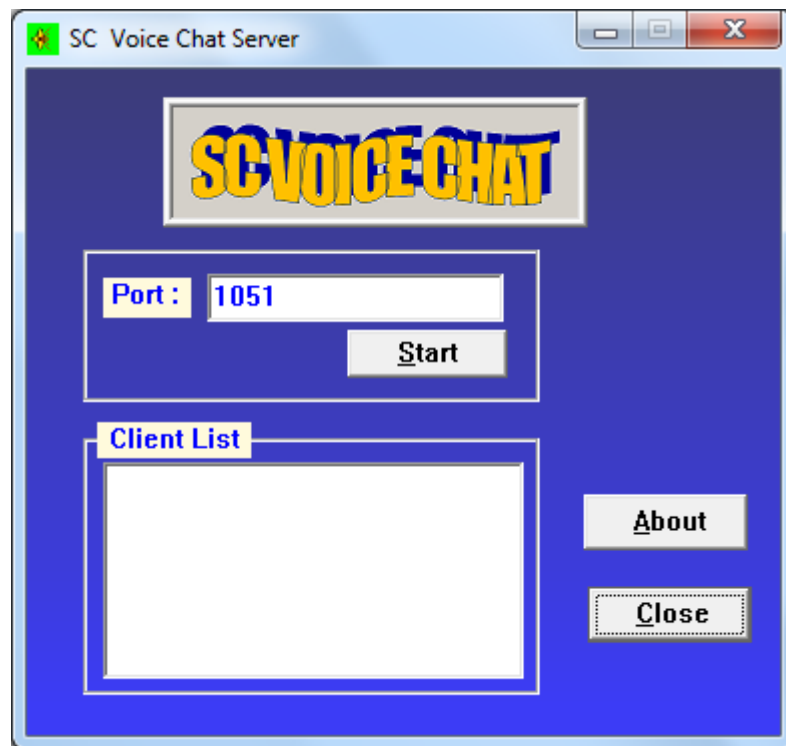 SC Voice Chat Server
SC VOICE CHAT
Port : 1051
Start
Client List
About
Close